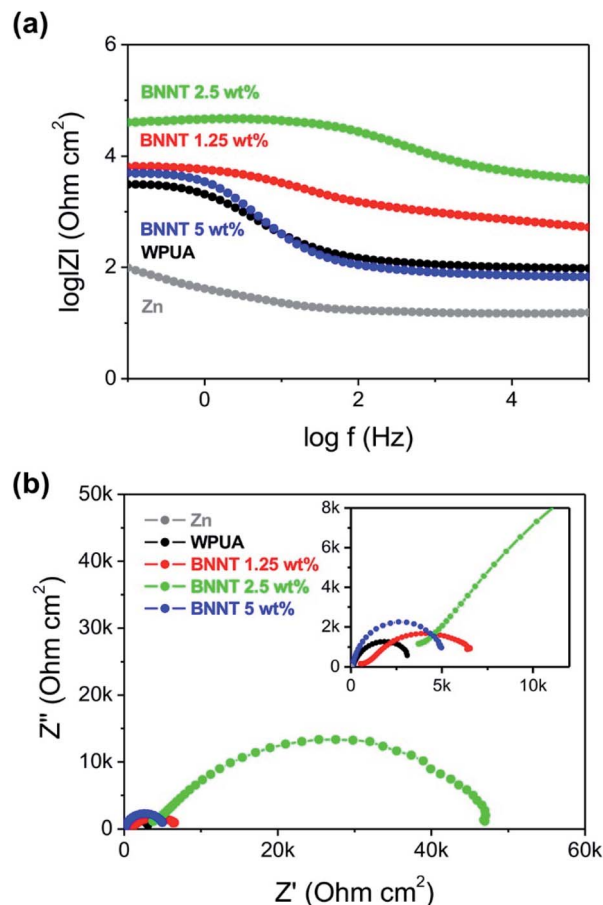 (a)
log|Z| (Ohm cm²)
6
4
2
0
BNNT 2.5 wt%
BNNT 1.25 wt%
BNNT 5 wt%
WPUA
Zn
0
2
4
log f (Hz)
(b)
Z'' (Ohm cm²)
50k
40k
30k
20k
10k
0
Zn
WPUA
BNNT 1.25 wt%
BNNT 2.5 wt%
BNNT 5 wt%
8k
6k
4k
2k
0
0
5k
10k
0
20k
40k
60k
Z' (Ohm cm²)